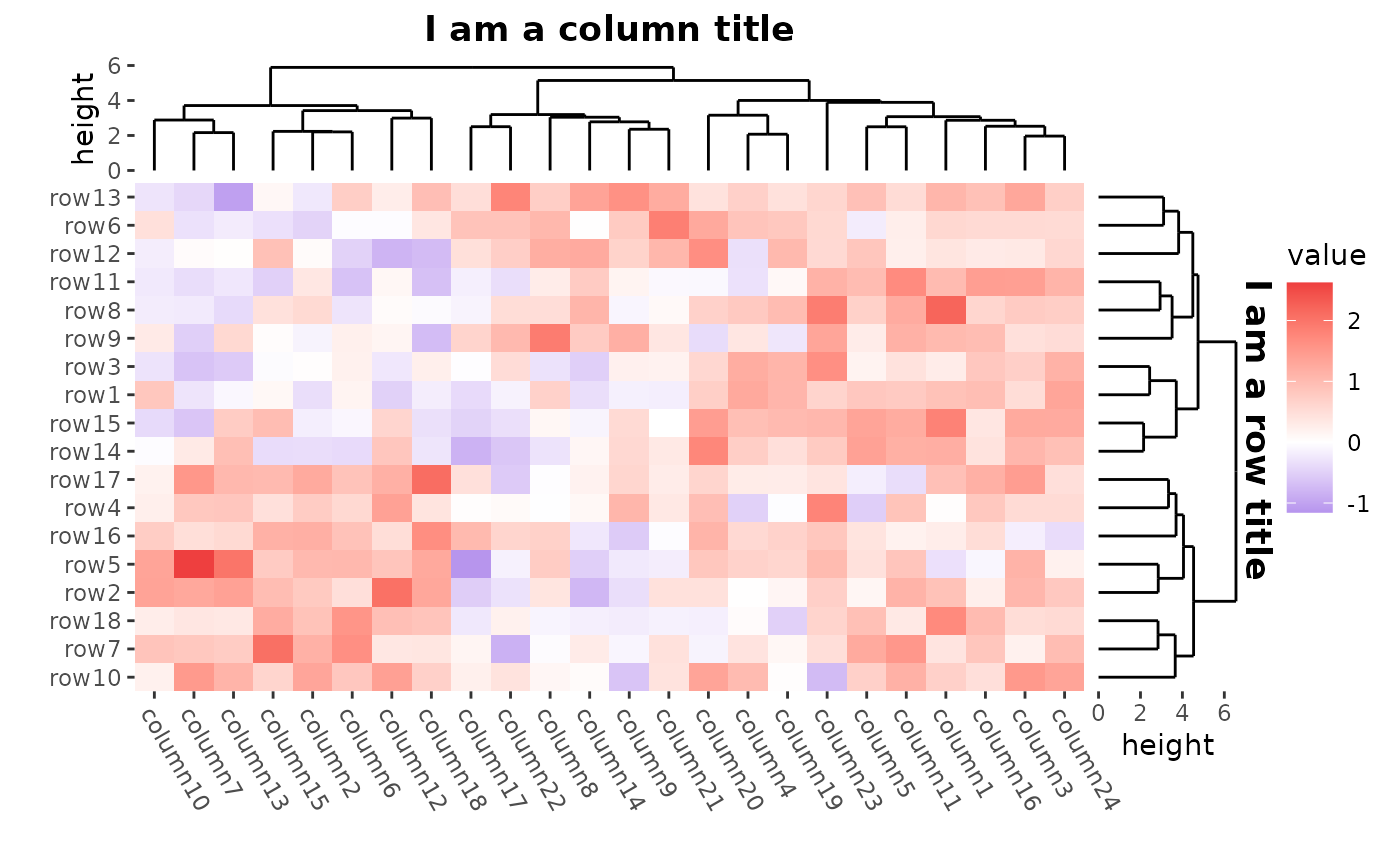 I am a column title
height
6
4
2
0
row13
row6
row12
row11
row8
row9
row3
row1
row15
row14
row17
row4
row16
row5
row2
row18
row7
row10
column10
column7
column13
column15
column2
column6
column12
column18
column17
column22
column8
column14
column9
column21
column20
column4
column19
column23
column5
column11
column1
column16
column3
column24
0 2 4 6
height
I am a row title
value
2
1
0
-1